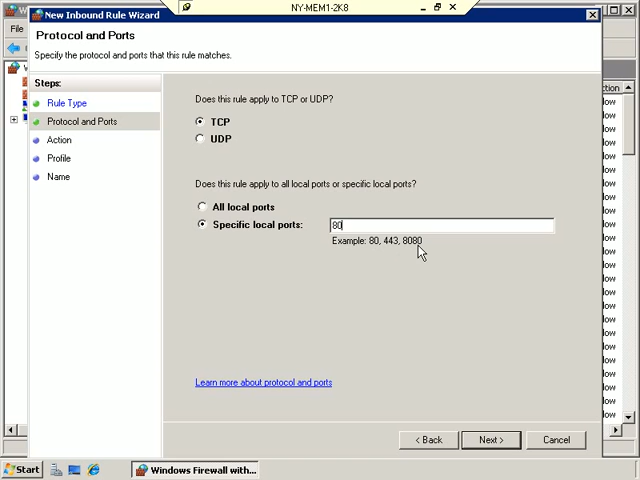 New Inbound Rule Wizard
NY-MEM1-2K8
File
Protocol and Ports
Specify the protocol and ports that this rule matches.
Steps:
Rule Type
Protocol and Ports
Action
Profile
Name
Does this rule apply to TCP or UDP?
TCP
UDP
Does this rule apply to all local ports or specific local ports?
All local ports
Specific local ports:
80
Example: 80, 443, 8080
Learn more about protocol and ports
< Back
Next >
Cancel
Start
Windows Firewall with...